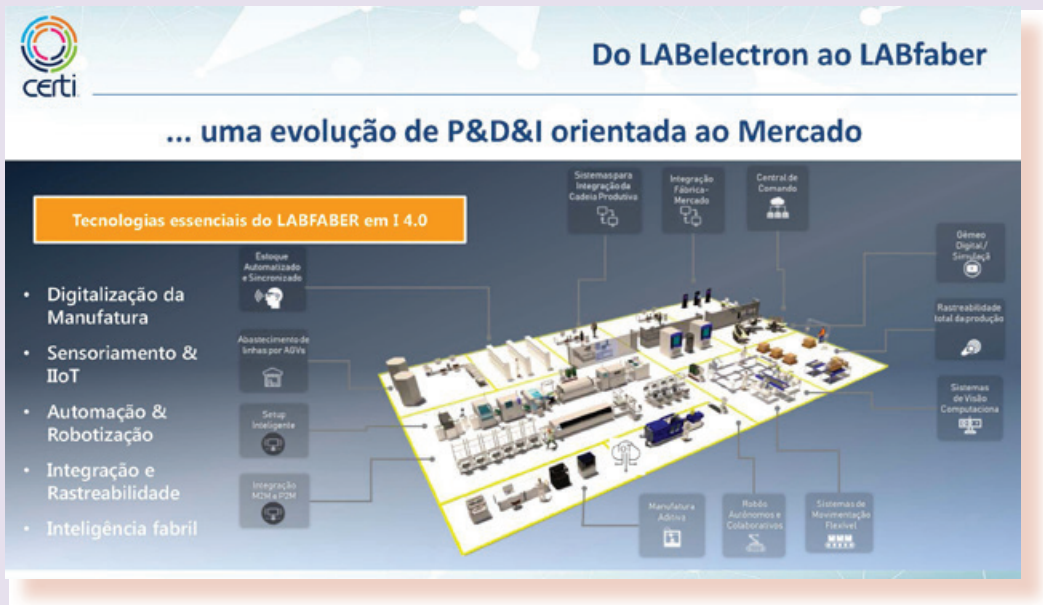 certi
Do LABelectron ao LABfaber
... uma evolução de P&D&I orientada ao Mercado
Tecnologias essenciais do LABFABER em I 4.0
• Digitalização da
Manufatura
• Sensoriamento &
IIoT
• Automação &
Robotização
• Integração e
Rastreabilidade
• Inteligência fabril
Sistemas para
Integração da
Cadeia Produtiva
Integração
Fábrica-
Mercado
Central de
Comando
Estoque
Automatizado
e Sincronizado
Abastecimento de
linhas por AGVs
Setup
Inteligente
Integração
M2M e P2M
Gêmeo
Digital/
Simulaçã
Rastreabilidade
total da produção
Sistemas
de Visão
Computaciona
IOT
Manufatura
Aditiva
Robôs
Autônomos e
Colaborativos
Sistemas de
Movimentação
Flexível